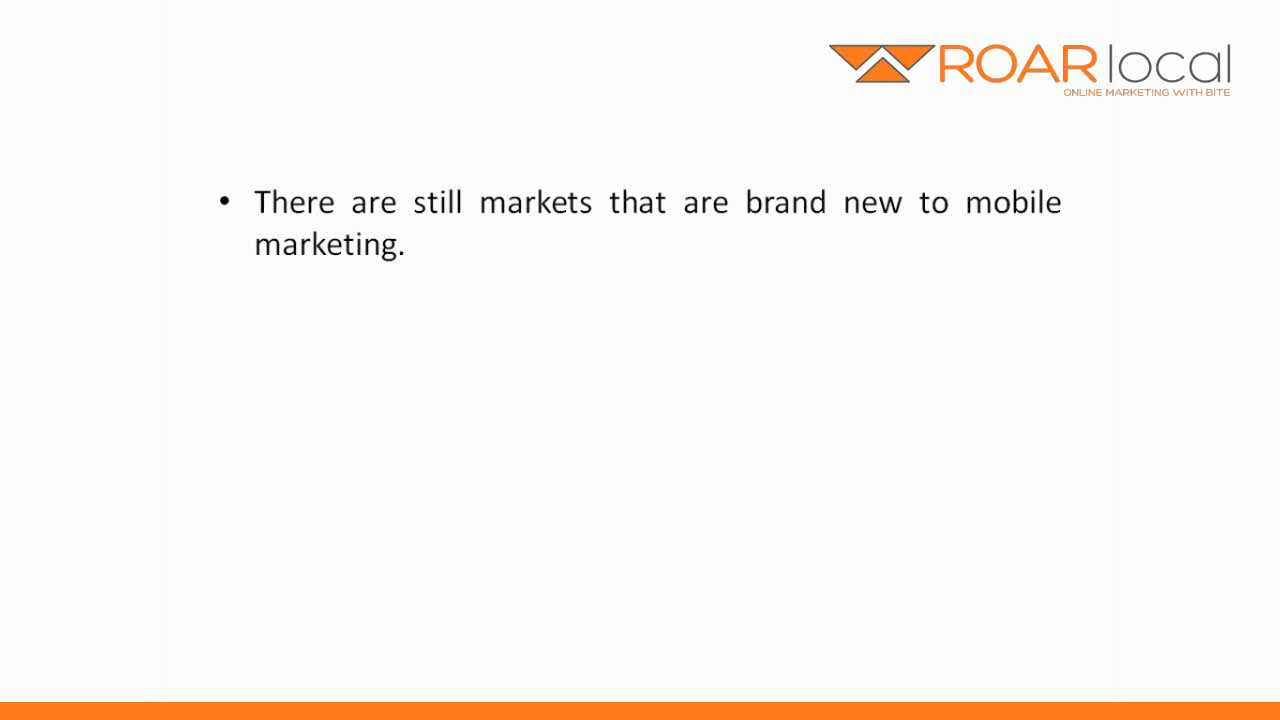 ROAR local
ONLINE MARKETING WITH BITE
• There are still markets that are brand new to mobile
marketing.